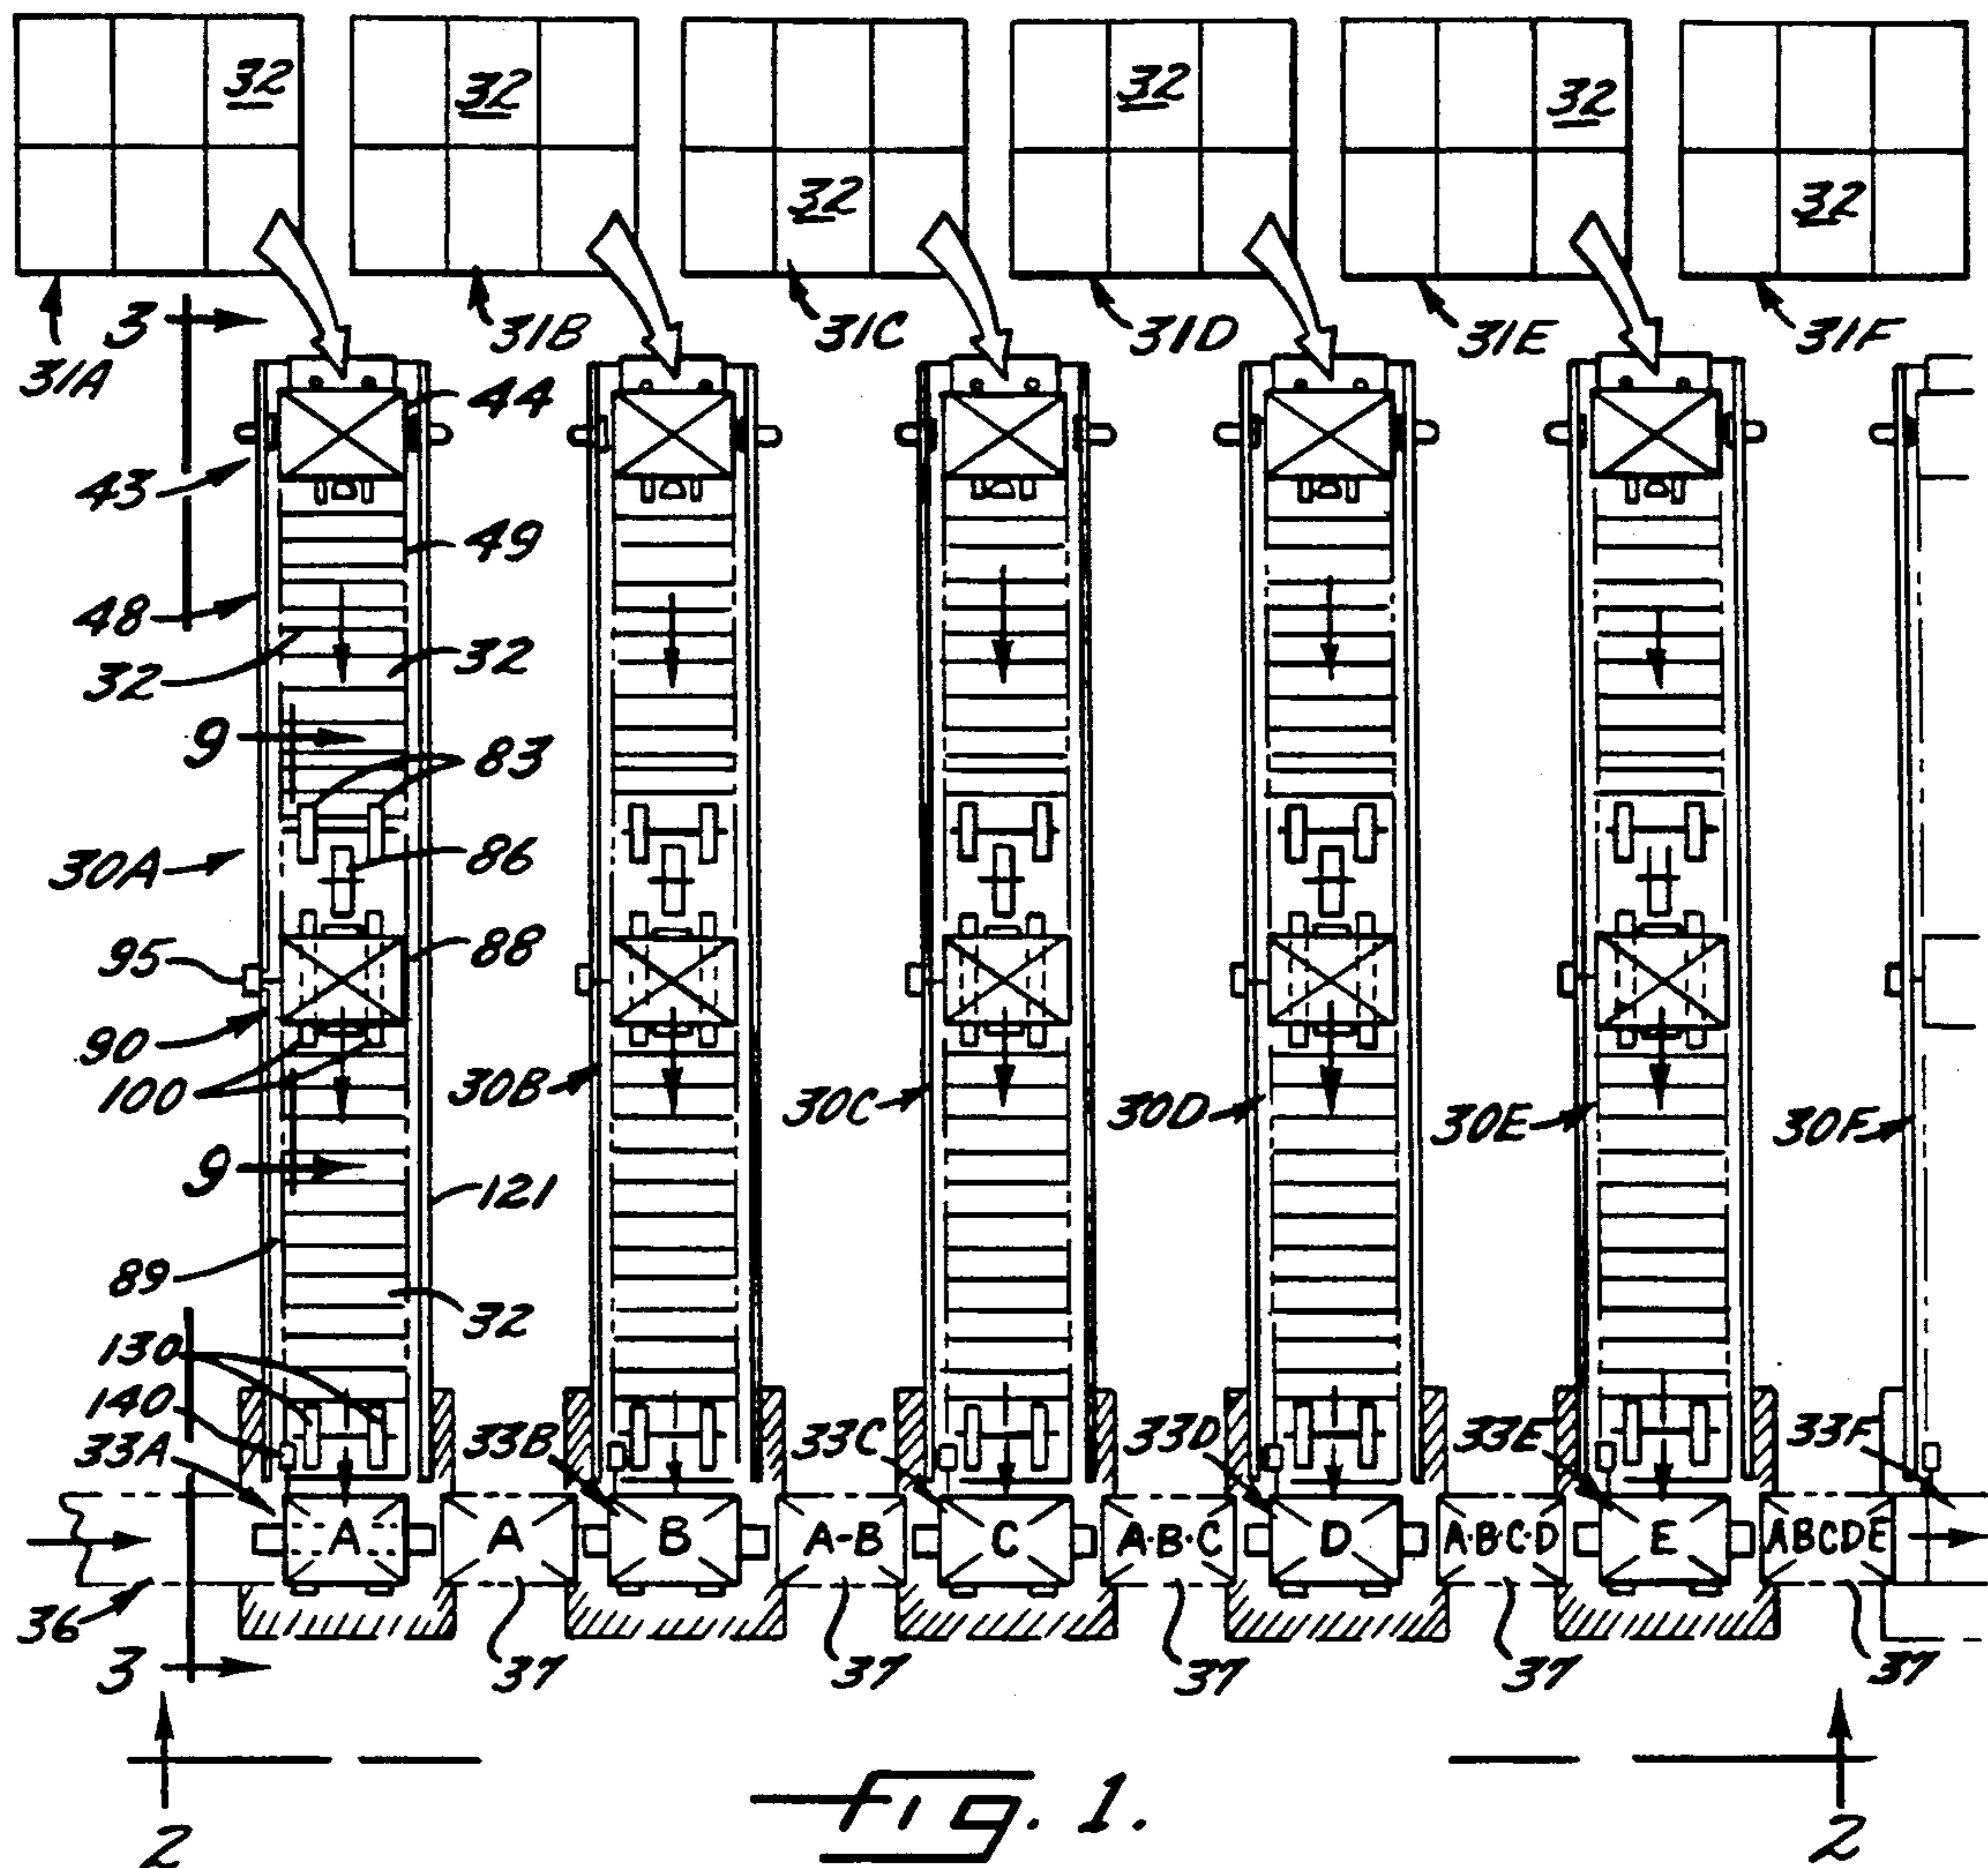 32 32 32 32 32 32
31A 3 31B 31C 31D 31E 31F
44
43
49
48
32 32
9 83
30A 86
95 88
90
100 30B 30C 30D 30E 30F
9
121
89
32
130
140
33A 33B 33C 33D 33E 33F
A A B A-B C A·B·C D A·B·C·D E ABCDE
36
3 37 37 37 37 37
2 2
fig. 1.